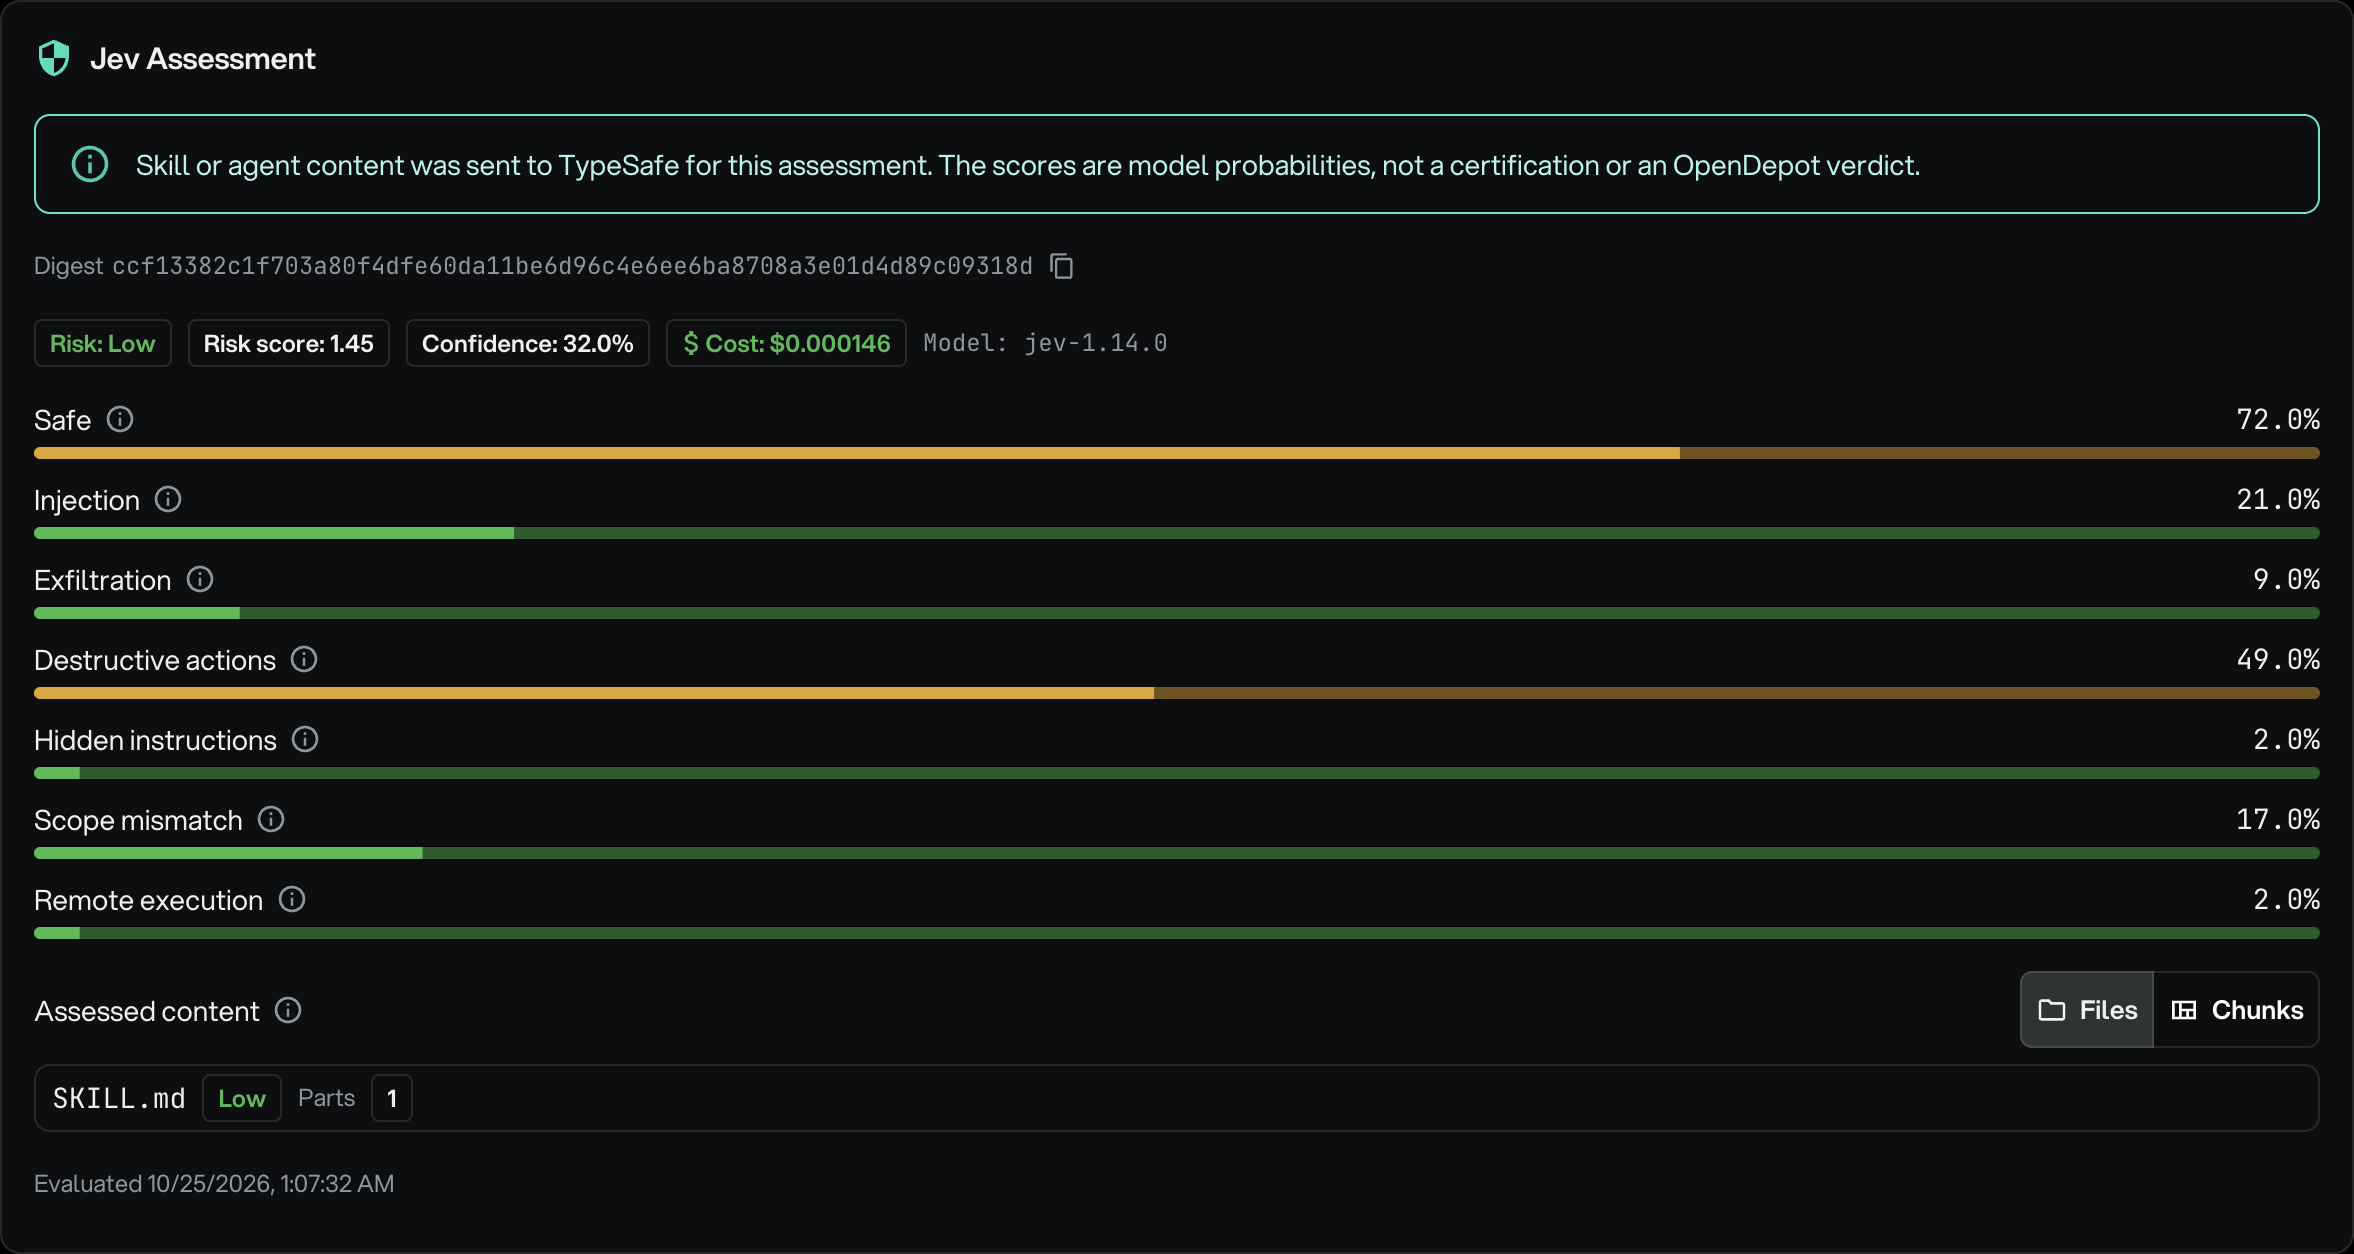 Jev Assessment
Skill or agent content was sent to TypeSafe for this assessment. The scores are model probabilities, not a certification or an OpenDepot verdict.
Digest ccf13382c1f703a80f4dfe60da11be6d96c4e6ee6ba8708a3e01d4d89c09318d
Risk: Low Risk score: 1.45 Confidence: 32.0% $ Cost: $0.000146 Model: jev-1.14.0
Safe 72.0%
Injection 21.0%
Exfiltration 9.0%
Destructive actions 49.0%
Hidden instructions 2.0%
Scope mismatch 17.0%
Remote execution 2.0%
Assessed content Files Chunks
SKILL.md Low Parts 1
Evaluated 10/25/2026, 1:07:32 AM